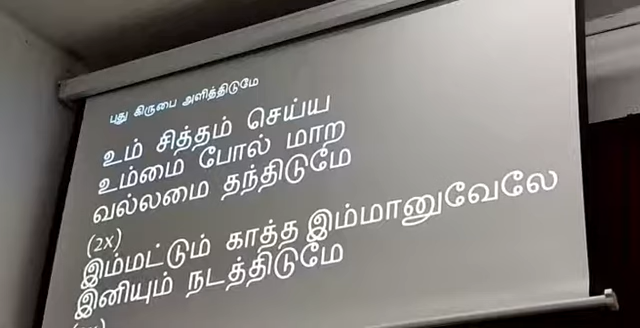 புது கிருபை அளித்திடுமே
உம் சித்தம் செய்ய
உம்மை போல் மாற
வல்லமை தந்திடுமே
(2x)
இம்மட்டும் காத்த இம்மானுவேலே
இனியும் நடத்திடுமே